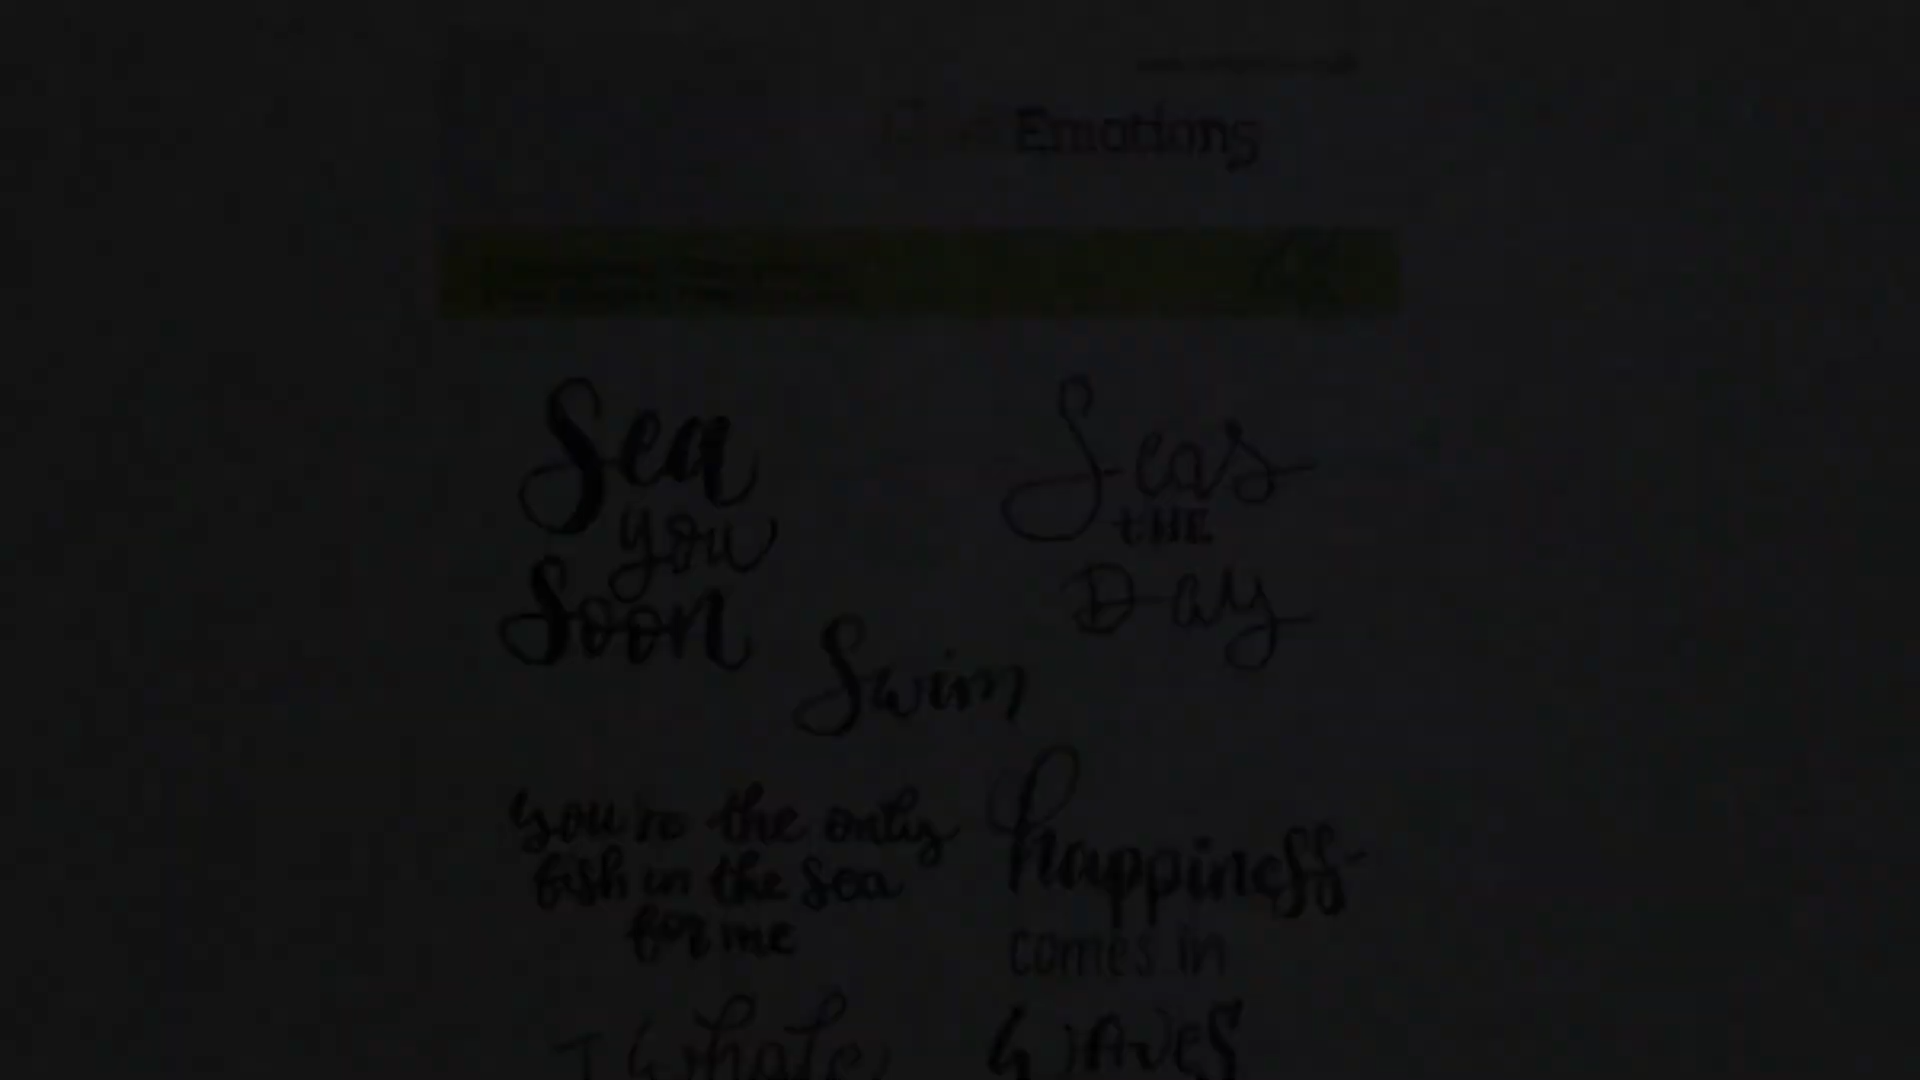 Emotions
Sea
you
Soon
Seas
tHE
Day
Swim
you're the only
fish in the sea
for me
happiness
comes in
waves
I Whale